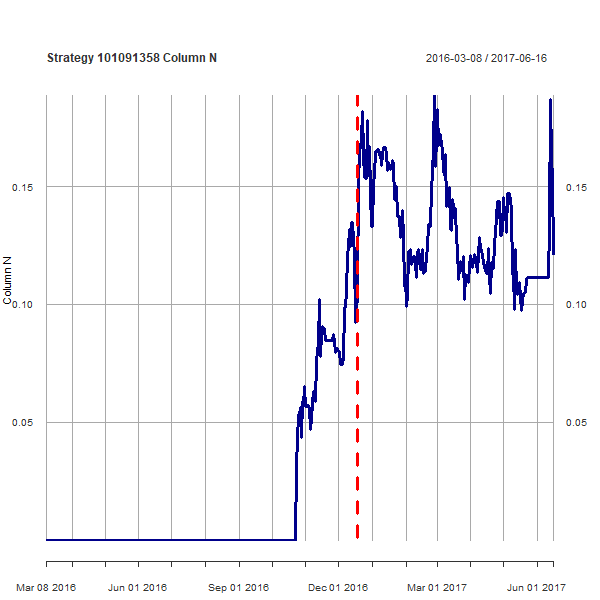 Strategy 101091358 Column N
2016-03-08 / 2017-06-16
Column N
0.15
0.15
0.10
0.10
0.05
0.05
Mar 08 2016
Jun 01 2016
Sep 01 2016
Dec 01 2016
Mar 01 2017
Jun 01 2017